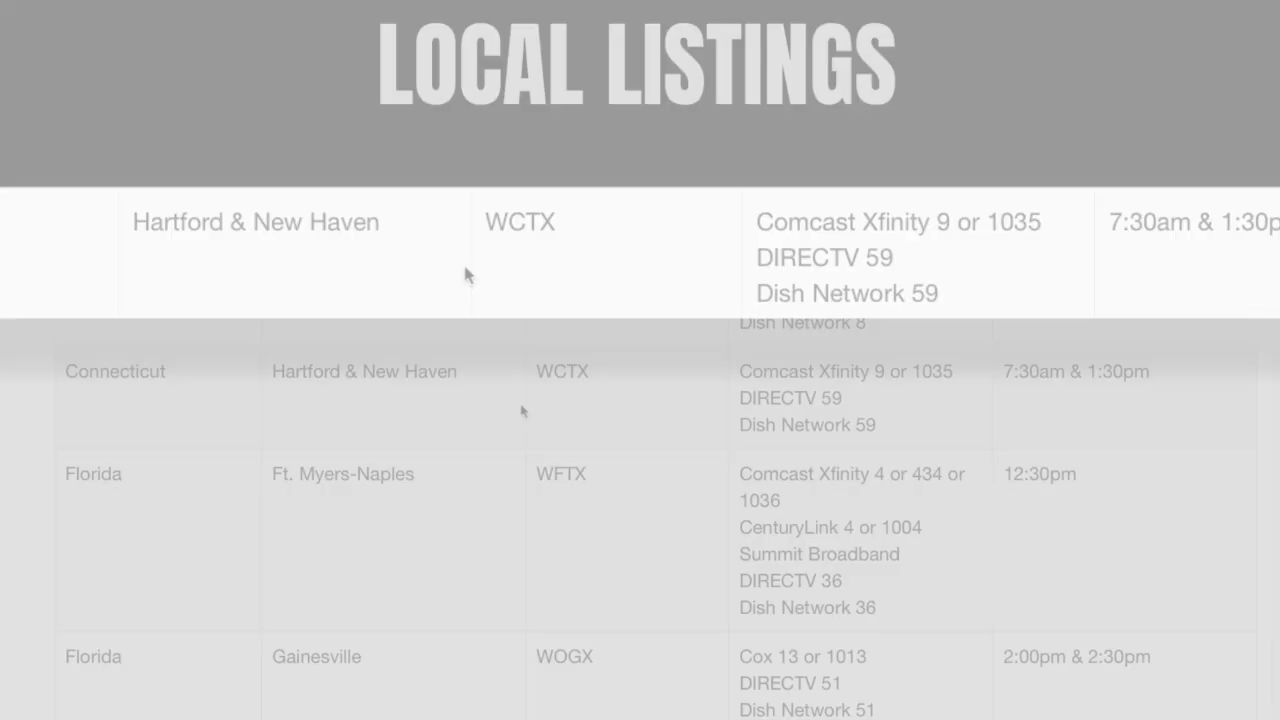 LOCAL LISTINGS
Hartford & New Haven WCTX Comcast Xfinity 9 or 1035 7:30am & 1:30p
DIRECTV 59
Dish Network 59
Dish Network 8
Connecticut Hartford & New Haven WCTX Comcast Xfinity 9 or 1035 7:30am & 1:30pm
DIRECTV 59
Dish Network 59
Florida Ft. Myers-Naples WFTX Comcast Xfinity 4 or 434 or 12:30pm
1036
CenturyLink 4 or 1004
Summit Broadband
DIRECTV 36
Dish Network 36
Florida Gainesville WOGX Cox 13 or 1013 2:00pm & 2:30pm
DIRECTV 51
Dish Network 51